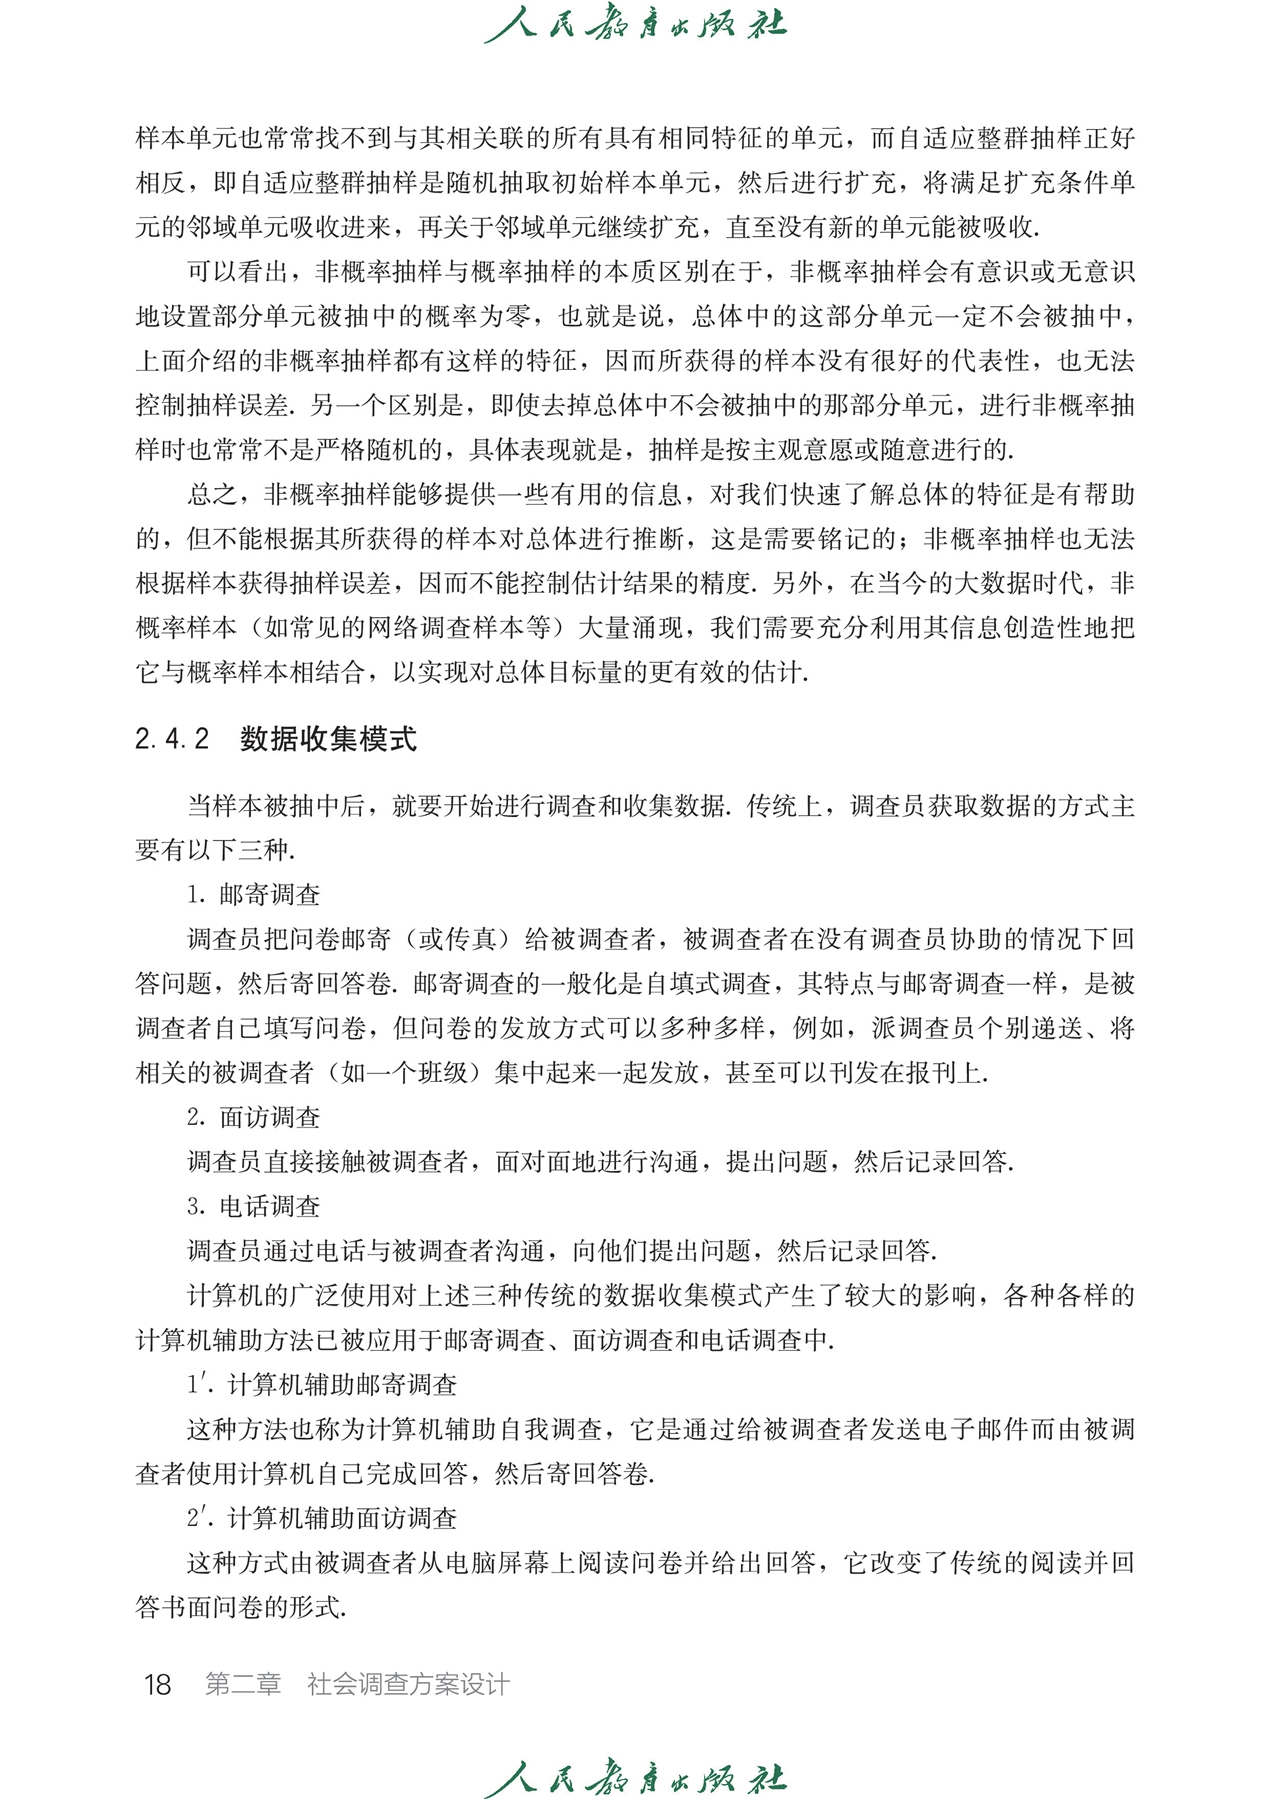 人民教育出版社
样本单元也常常找不到与其相关联的所有具有相同特征的单元，而自适应整群抽样正好
相反，即自适应整群抽样是随机抽取初始样本单元，然后进行扩充，将满足扩充条件单
元的邻域单元吸收进来，再关于邻域单元继续扩充，直至没有新的单元能被吸收.
可以看出，非概率抽样与概率抽样的本质区别在于，非概率抽样会有意识或无意识
地设置部分单元被抽中的概率为零，也就是说，总体中的这部分单元一定不会被抽中，
上面介绍的非概率抽样都有这样的特征，因而所获得的样本没有很好的代表性，也无法
控制抽样误差. 另一个区别是，即使去掉总体中不会被抽中的那部分单元，进行非概率抽
样时也常常不是严格随机的，具体表现就是，抽样是按主观意愿或随意进行的.
总之，非概率抽样能够提供一些有用的信息，对我们快速了解总体的特征是有帮助
的，但不能根据其所获得的样本对总体进行推断，这是需要铭记的；非概率抽样也无法
根据样本获得抽样误差，因而不能控制估计结果的精度. 另外，在当今的大数据时代，非
概率样本（如常见的网络调查样本等）大量涌现，我们需要充分利用其信息创造性地把
它与概率样本相结合，以实现对总体目标量的更有效的估计.
2.4.2 数据收集模式
当样本被抽中后，就要开始进行调查和收集数据. 传统上，调查员获取数据的方式主
要有以下三种.
1. 邮寄调查
调查员把问卷邮寄（或传真）给被调查者，被调查者在没有调查员协助的情况下回
答问题，然后寄回答卷. 邮寄调查的一般化是自填式调查，其特点与邮寄调查一样，是被
调查者自己填写问卷，但问卷的发放方式可以多种多样，例如，派调查员个别递送、将
相关的被调查者（如一个班级）集中起来一起发放，甚至可以刊发在报刊上.
2. 面访调查
调查员直接接触被调查者，面对面地进行沟通，提出问题，然后记录回答.
3. 电话调查
调查员通过电话与被调查者沟通，向他们提出问题，然后记录回答.
计算机的广泛使用对上述三种传统的数据收集模式产生了较大的影响，各种各样的
计算机辅助方法已被应用于邮寄调查、面访调查和电话调查中.
1′. 计算机辅助邮寄调查
这种方法也称为计算机辅助自我调查，它是通过给被调查者发送电子邮件而由被调
查者使用计算机自己完成回答，然后寄回答卷.
2′. 计算机辅助面访调查
这种方式由被调查者从电脑屏幕上阅读问卷并给出回答，它改变了传统的阅读并回
答书面问卷的形式.
18 第二章 社会调查方案设计
人民教育出版社